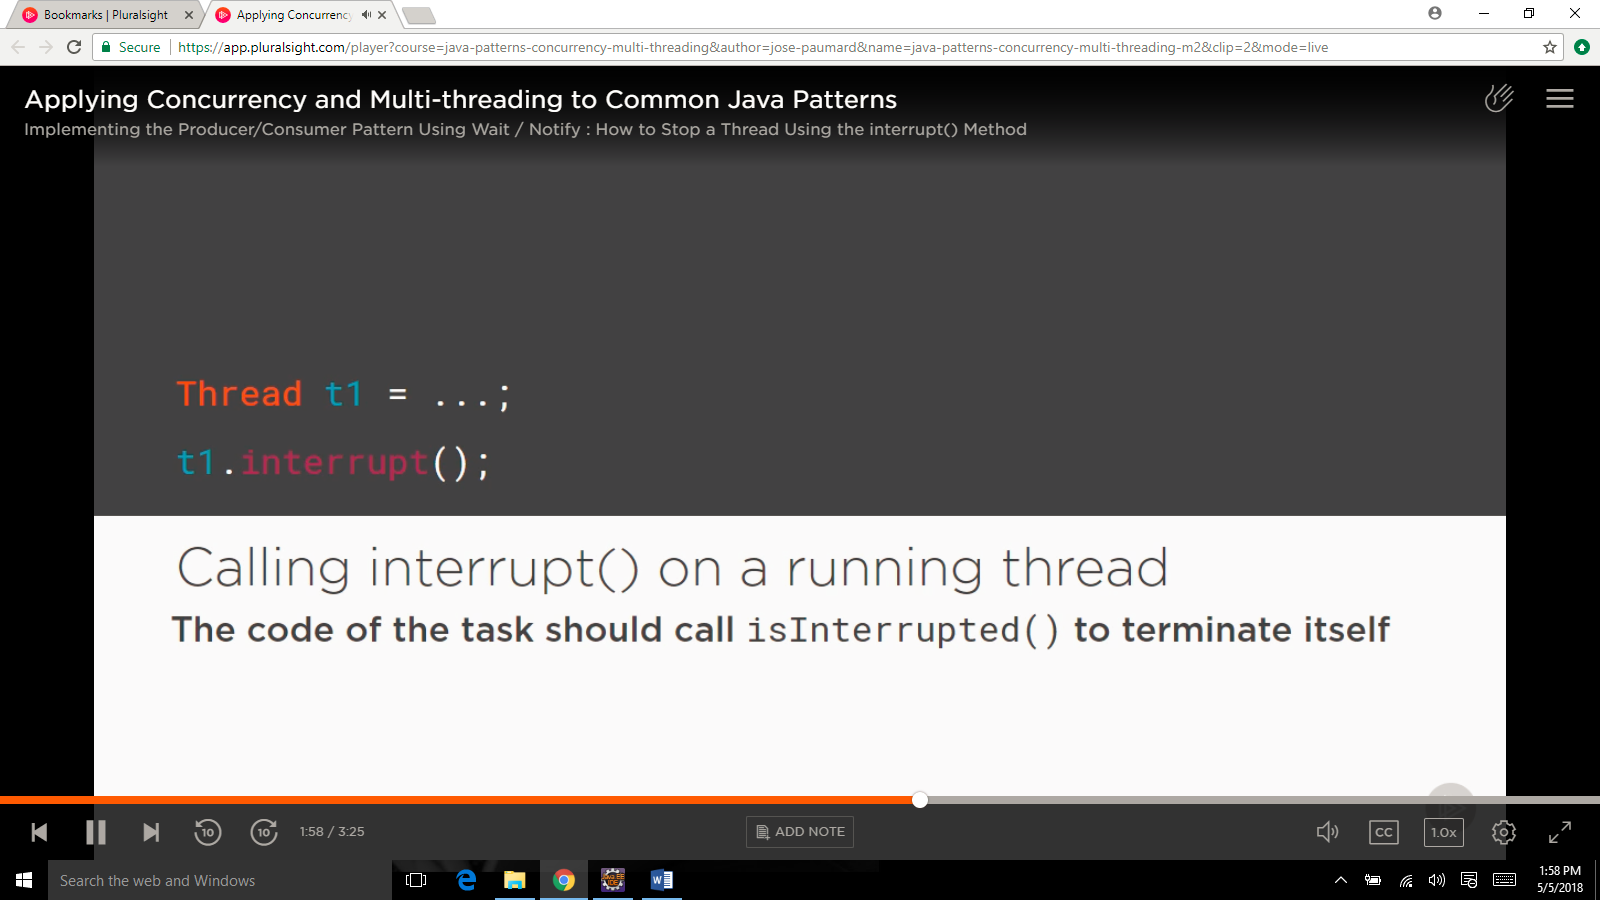 Bookmarks | Pluralsight
Applying Concurrency
Secure https://app.pluralsight.com/player?course=java-patterns-concurrency-multi-threading&author=jose-paumard&name=java-patterns-concurrency-multi-threading-m2&clip=2&mode=live
Applying Concurrency and Multi-threading to Common Java Patterns
Implementing the Producer/Consumer Pattern Using Wait / Notify : How to Stop a Thread Using the interrupt() Method
Thread t1 = ...;
t1.interrupt();
Calling interrupt() on a running thread
The code of the task should call isInterrupted() to terminate itself
10 10 1:58 / 3:25 ADD NOTE CC 1.0x
Search the web and Windows
1:58 PM
5/5/2018